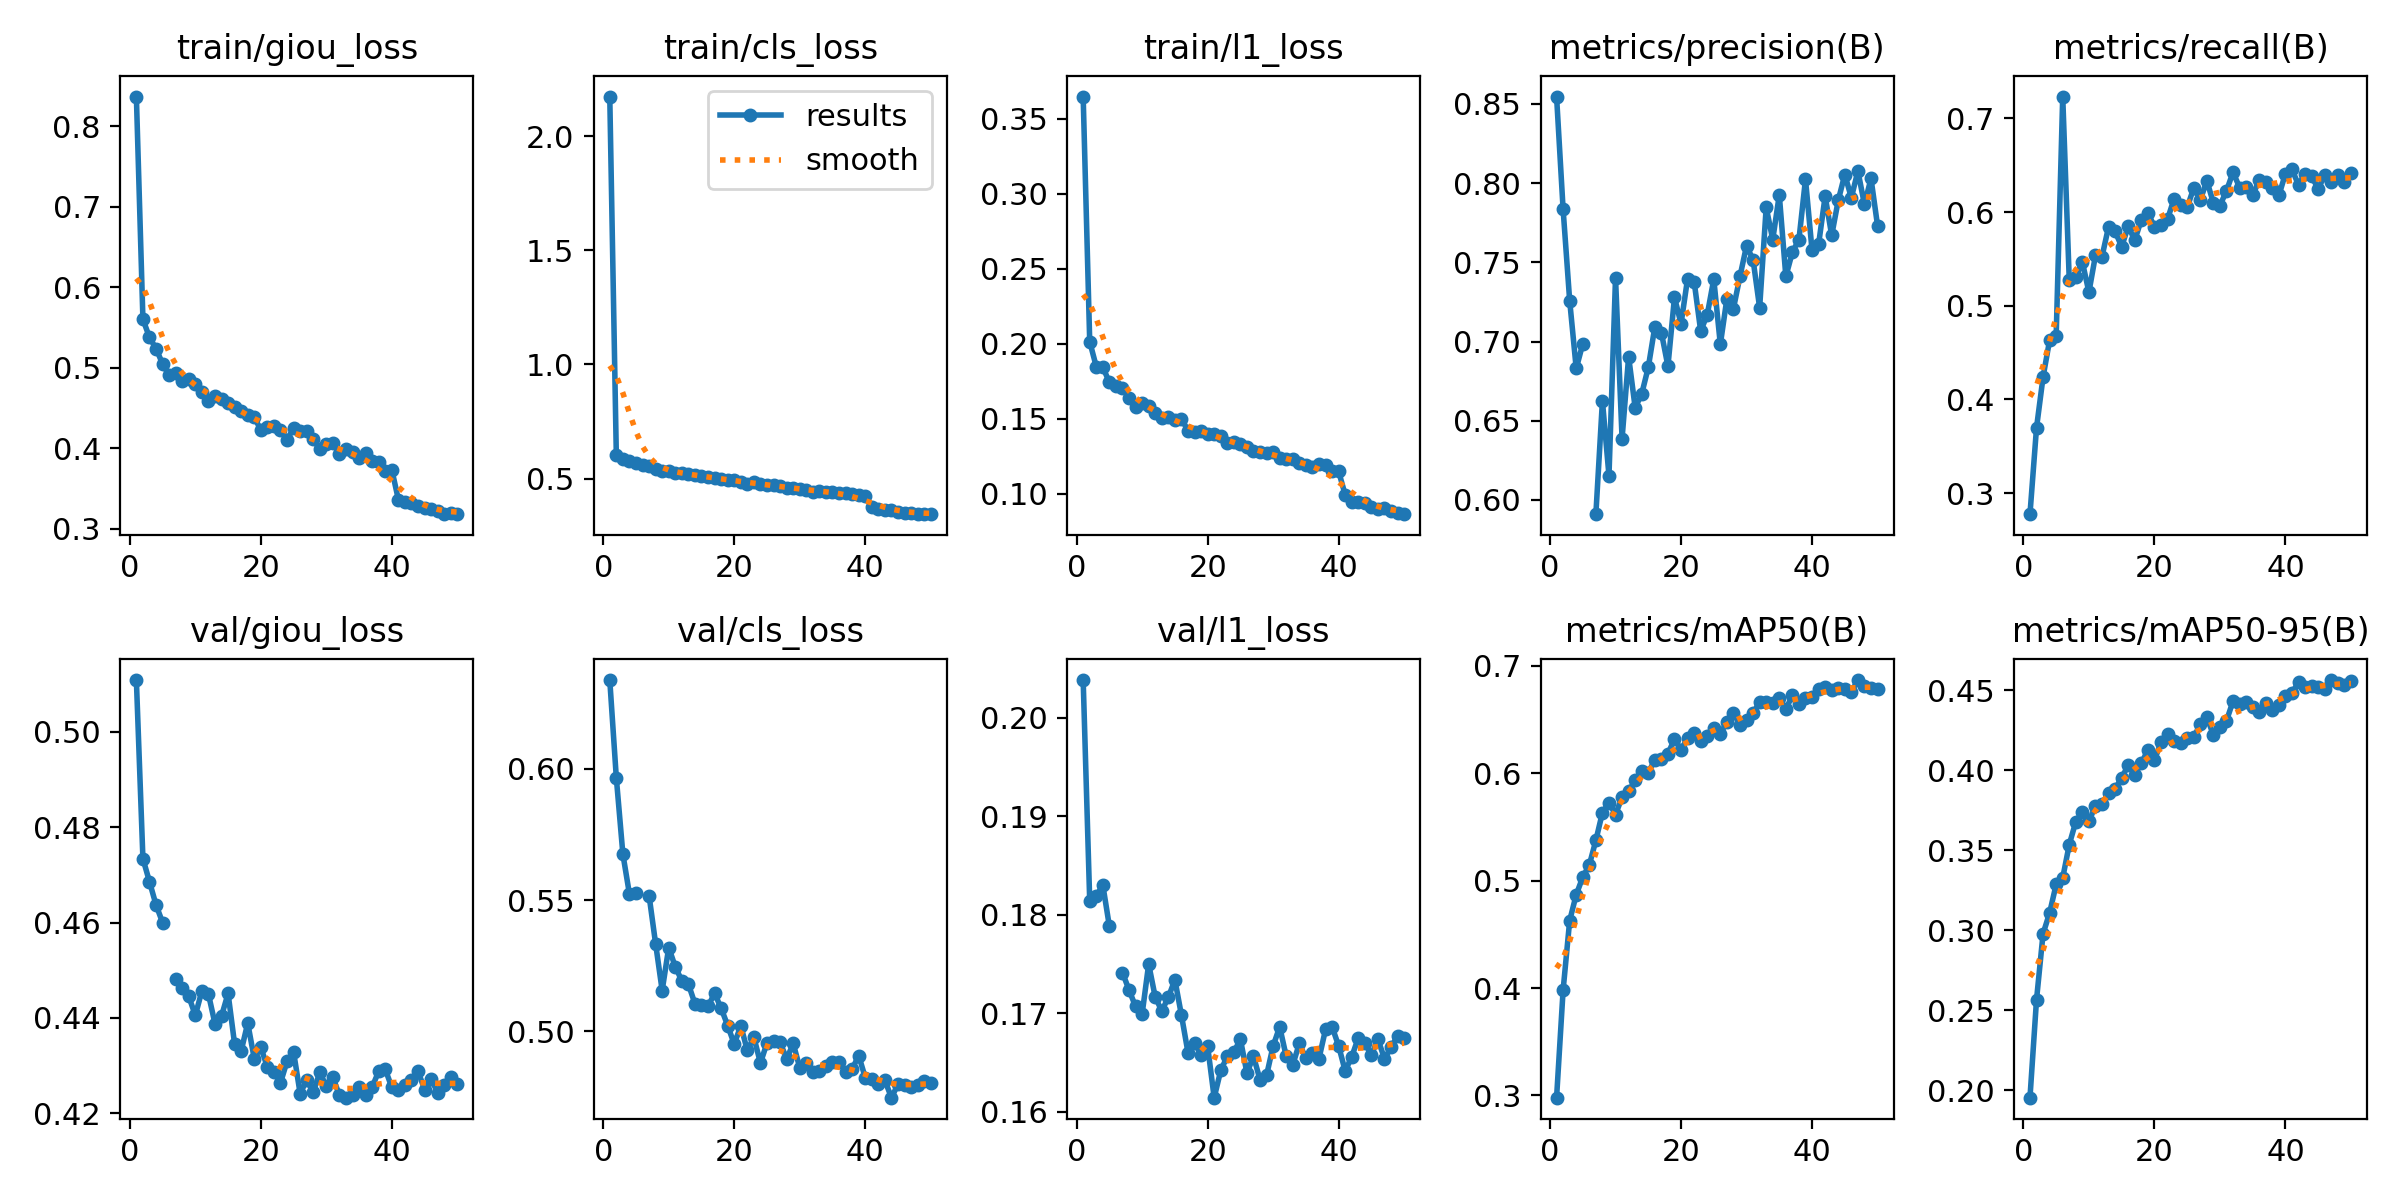 train/giou_loss
0.8
0.7
0.6
0.5
0.4
0.3
0 20 40
train/cls_loss
results
smooth
2.0
1.5
1.0
0.5
0 20 40
train/l1_loss
0.35
0.30
0.25
0.20
0.15
0.10
0 20 40
metrics/precision(B)
0.85
0.80
0.75
0.70
0.65
0.60
0 20 40
metrics/recall(B)
0.7
0.6
0.5
0.4
0.3
0 20 40
val/giou_loss
0.50
0.48
0.46
0.44
0.42
0 20 40
val/cls_loss
0.60
0.55
0.50
0 20 40
val/l1_loss
0.20
0.19
0.18
0.17
0.16
0 20 40
metrics/mAP50(B)
0.7
0.6
0.5
0.4
0.3
0 20 40
metrics/mAP50-95(B)
0.45
0.40
0.35
0.30
0.25
0.20
0 20 40